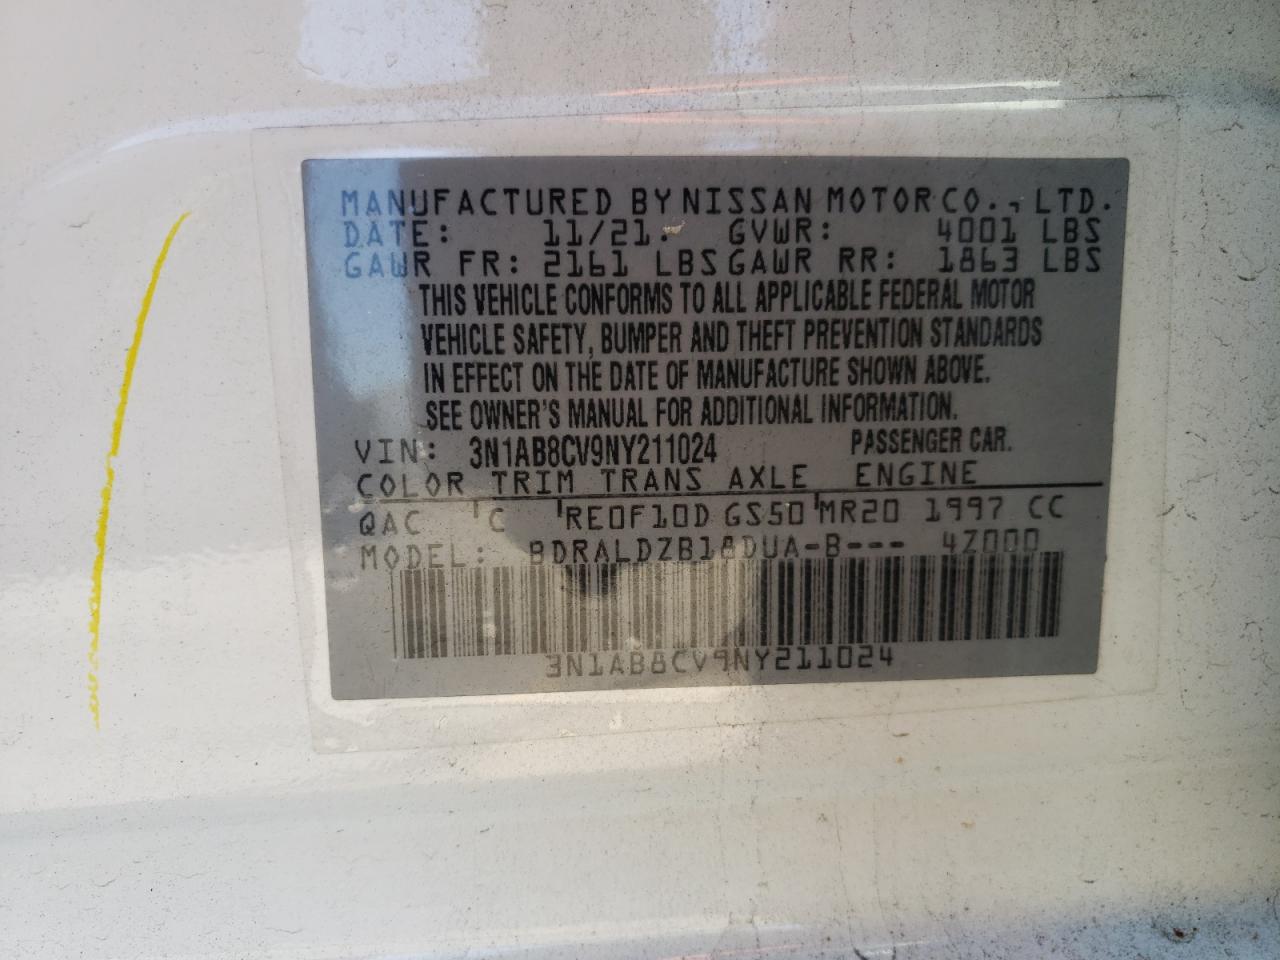 MANUFACTURED BY NISSAN MOTOR CO., LTD.
DATE: 11/21. GVWR: 4001 LBS
GAWR FR: 2161 LBS GAWR RR: 1863 LBS
THIS VEHICLE CONFORMS TO ALL APPLICABLE FEDERAL MOTOR
VEHICLE SAFETY, BUMPER AND THEFT PREVENTION STANDARDS
IN EFFECT ON THE DATE OF MANUFACTURE SHOWN ABOVE.
SEE OWNER'S MANUAL FOR ADDITIONAL INFORMATION.
VIN: 3N1AB8CV9NY211024 PASSENGER CAR.
COLOR TRIM TRANS AXLE ENGINE
QAC 'C 'RE0F10D GS50 'MR20 1997 CC
MODEL: BDRALDZB18DUA-B--- 4Z000
3N1AB8CV9NY211024